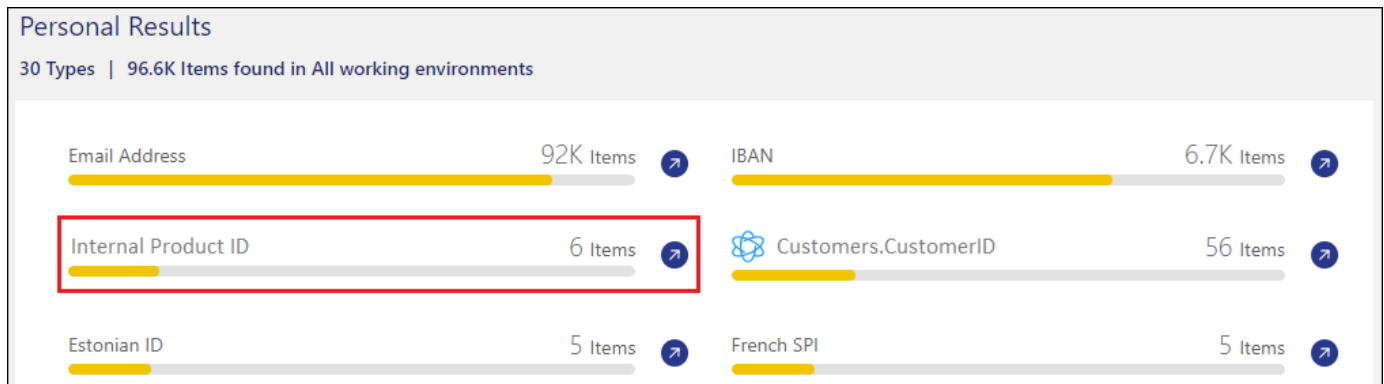 Personal Results
30 Types | 96.6K Items found in All working environments
Email Address 92K Items
IBAN 6.7K Items
Internal Product ID 6 Items
Customers.CustomerID 56 Items
Estonian ID 5 Items
French SPI 5 Items